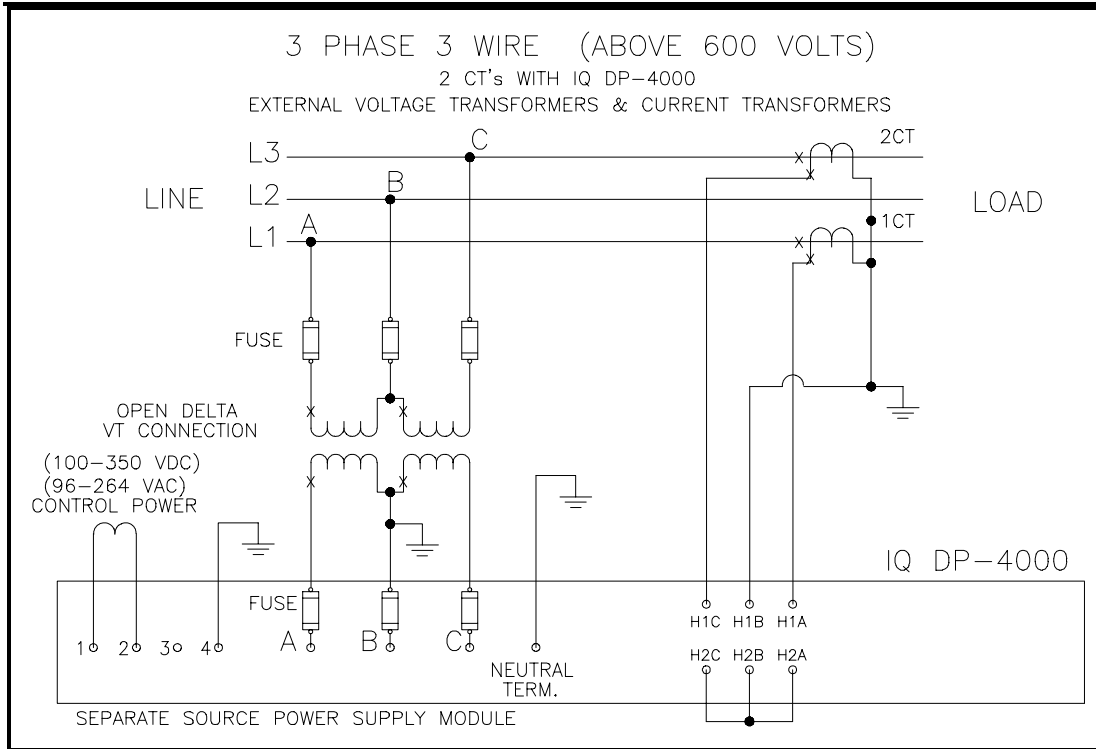 3 PHASE 3 WIRE (ABOVE 600 VOLTS)
2 CT's WITH IQ DP-4000
EXTERNAL VOLTAGE TRANSFORMERS & CURRENT TRANSFORMERS
C
2CT
L3
B
LINE
L2
LOAD
A
1CT
L1
FUSE
OPEN DELTA
VT CONNECTION
(100-350 VDC)
(96-264 VAC)
CONTROL POWER
IQ DP-4000
FUSE
H1C H1B H1A
1 2 3 4 A B C
H2C H2B H2A
NEUTRAL
TERM.
SEPARATE SOURCE POWER SUPPLY MODULE